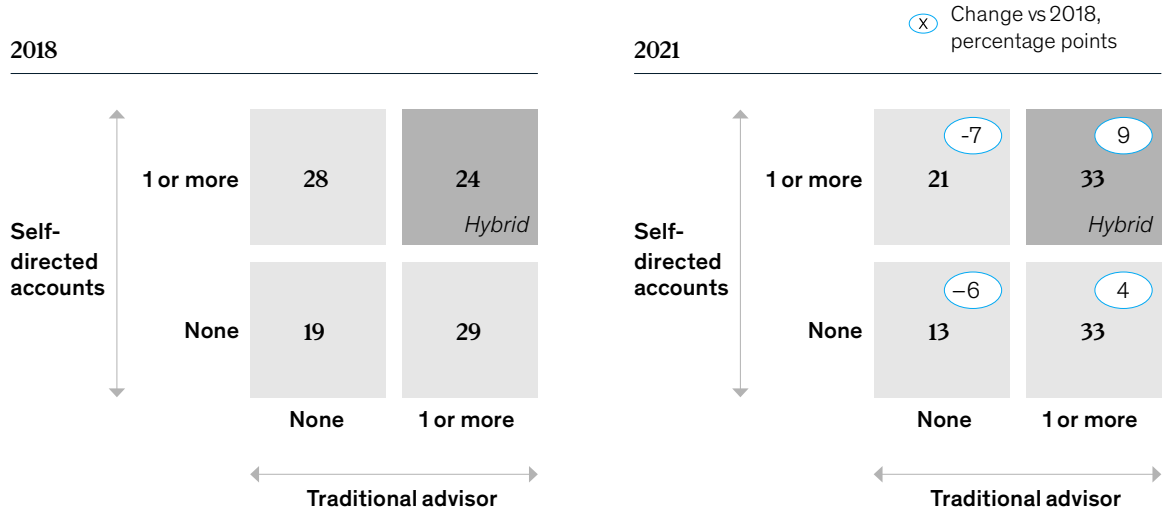 X Change vs 2018,
percentage points
2018
1 or more
28
24
Hybrid
Self-
directed
accounts
None
19
29
None
1 or more
Traditional advisor
2021
1 or more
-7
21
9
33
Hybrid
Self-
directed
accounts
None
–6
13
4
33
None
1 or more
Traditional advisor